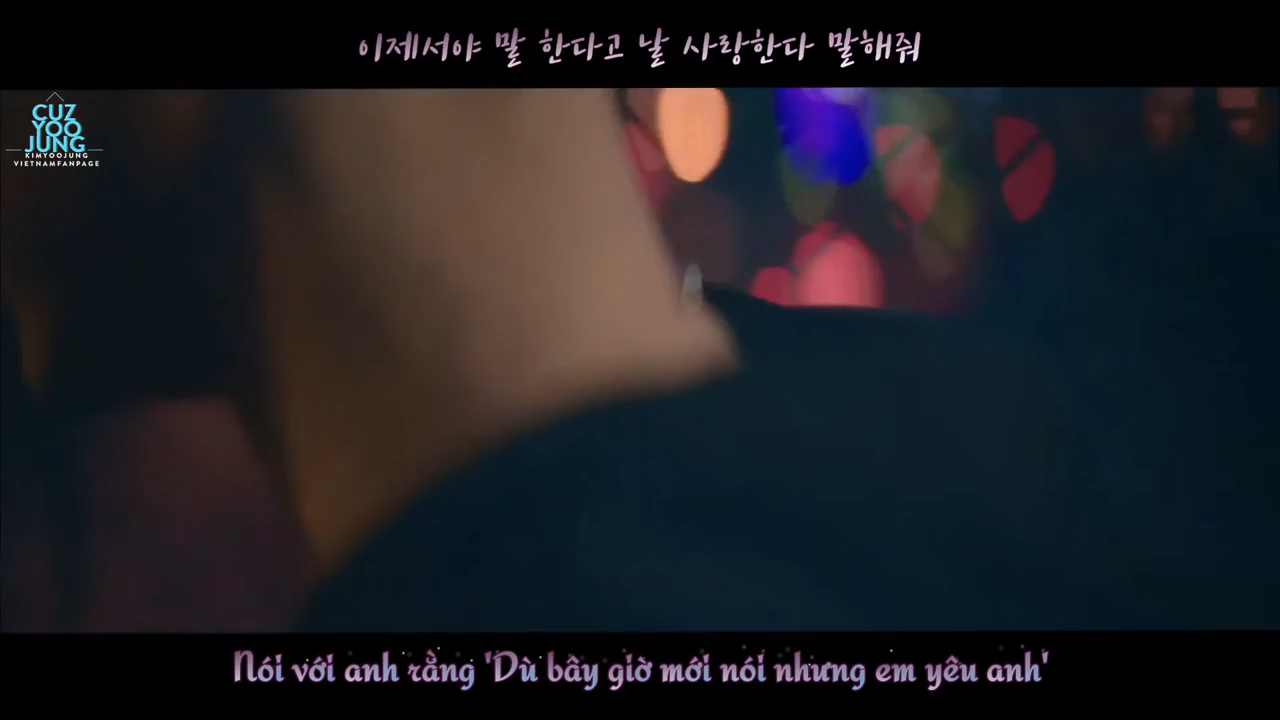 이제서야 말 한다고 날 사랑한다 말해줘
CUZ
YOO
JUNG
KIMYOOJUNG
VIETNAMFANPAGE
Nói với anh rằng 'Dù bây giờ mới nói nhưng em yêu anh'